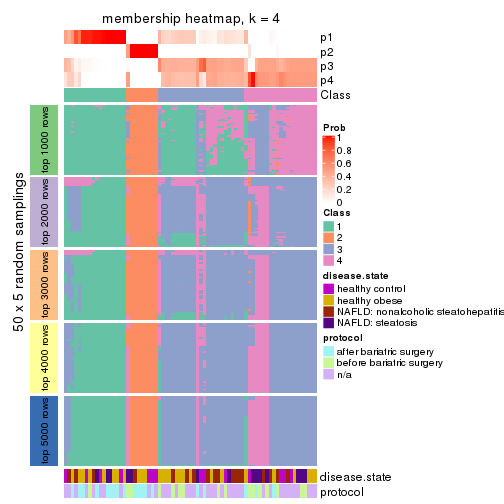 membership heatmap, k = 4
p1
p2
p3
p4
Class
50 x 5 random samplings
top 1000 rows
top 2000 rows
top 3000 rows
top 4000 rows
top 5000 rows
Prob
1
0.8
0.6
0.4
0.2
0
Class
1
2
3
4
disease.state
healthy control
healthy obese
NAFLD: nonalcoholic steatohepatitis
NAFLD: steatosis
protocol
after bariatric surgery
before bariatric surgery
n/a
disease.state
protocol